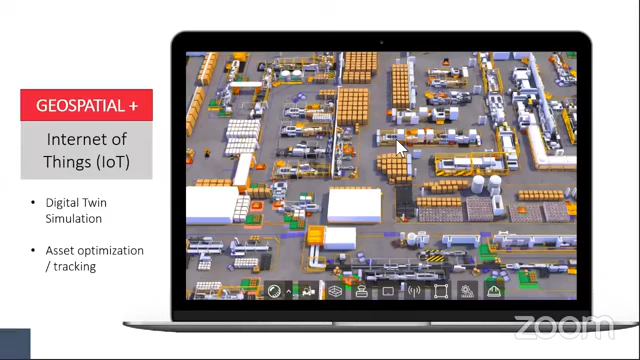 GEOSPATIAL +
Internet of
Things (IoT)
• Digital Twin
Simulation
• Asset optimization
/ tracking
zoom